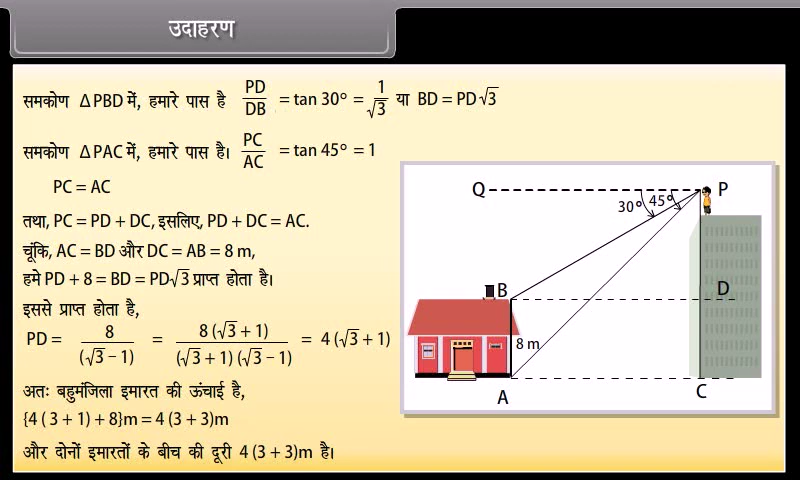 उदाहरण
समकोण Δ PBD में, हमारे पास है PD/DB = tan 30° = 1/√3 या BD = PD√3
समकोण Δ PAC में, हमारे पास है। PC/AC = tan 45° = 1
PC = AC
तथा, PC = PD + DC, इसलिए, PD + DC = AC.
चूंकि, AC = BD और DC = AB = 8 m,
हमे PD + 8 = BD = PD√3 प्राप्त होता है।
इससे प्राप्त होता है,
PD = 8/(√3 - 1) = 8 (√3 + 1)/(√3 + 1) (√3 - 1) = 4 (√3 + 1)
अतः बहुमंजिला इमारत की ऊंचाई है,
{4 ( 3 + 1) + 8}m = 4 (3 + 3)m
और दोनों इमारतों के बीच की दूरी 4 (3 + 3)m है।
Q P
30° 45°
B D
8 m
A C